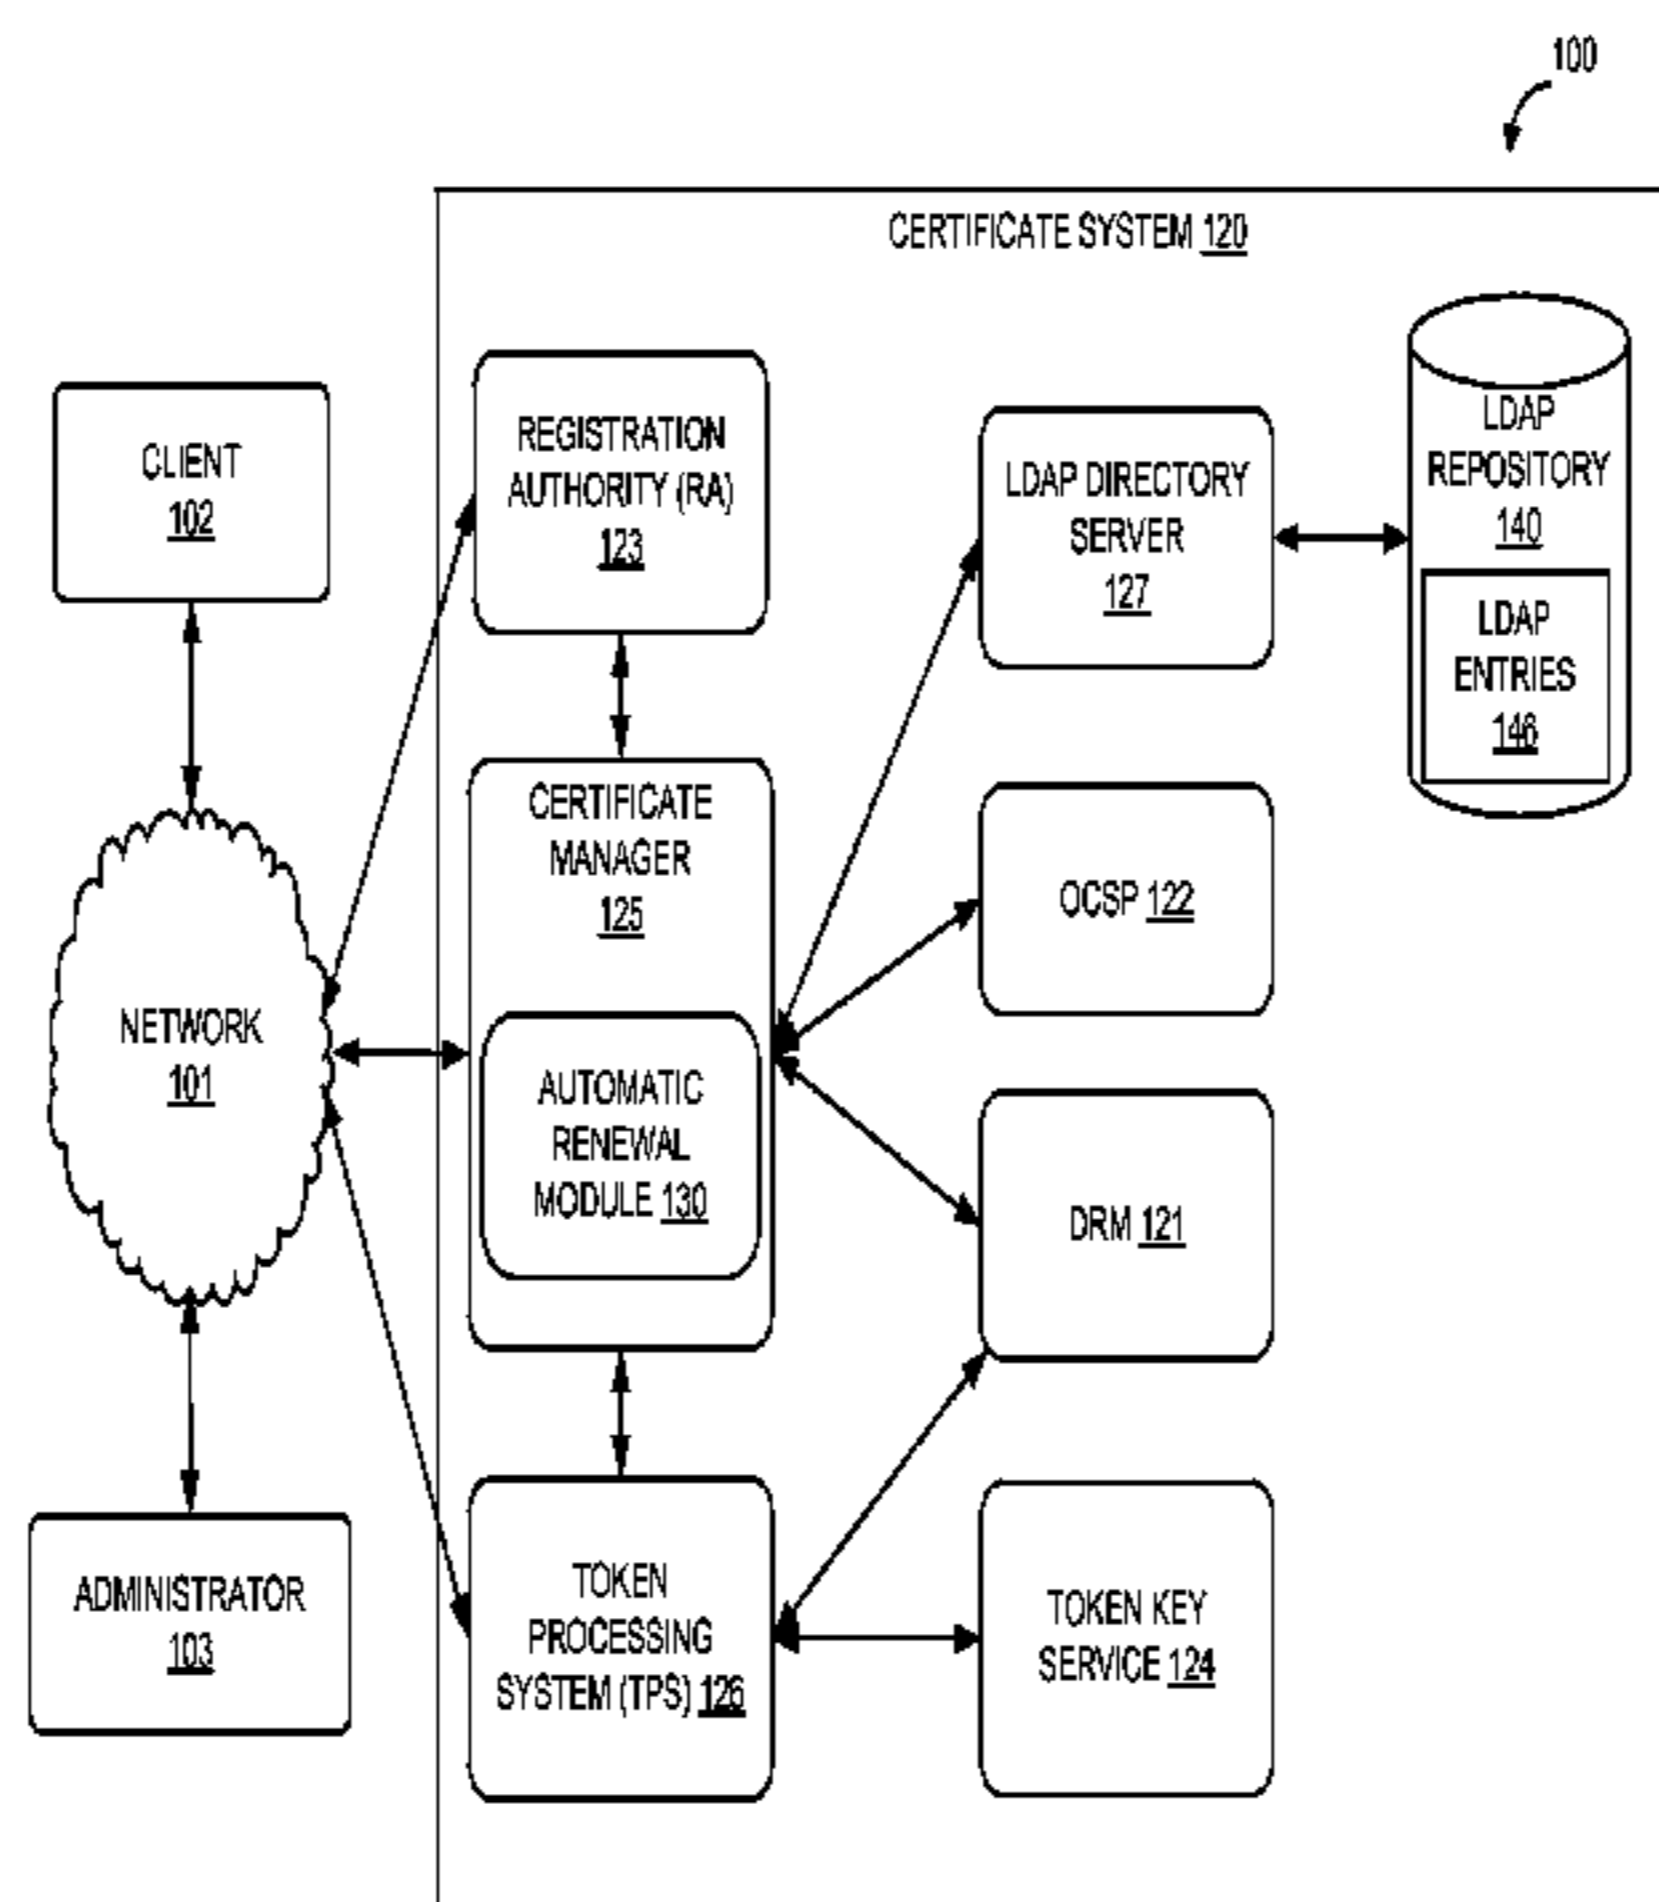 100
CERTIFICATE SYSTEM 120
CLIENT
102
REGISTRATION
AUTHORITY (RA)
123
LDAP DIRECTORY
SERVER
127
LDAP
REPOSITORY
140
LDAP
ENTRIES
146
CERTIFICATE
MANAGER
125
OCSP 122
NETWORK
101
AUTOMATIC
RENEWAL
MODULE 130
DRM 121
ADMINISTRATOR
103
TOKEN
PROCESSING
SYSTEM (TPS) 126
TOKEN KEY
SERVICE 124